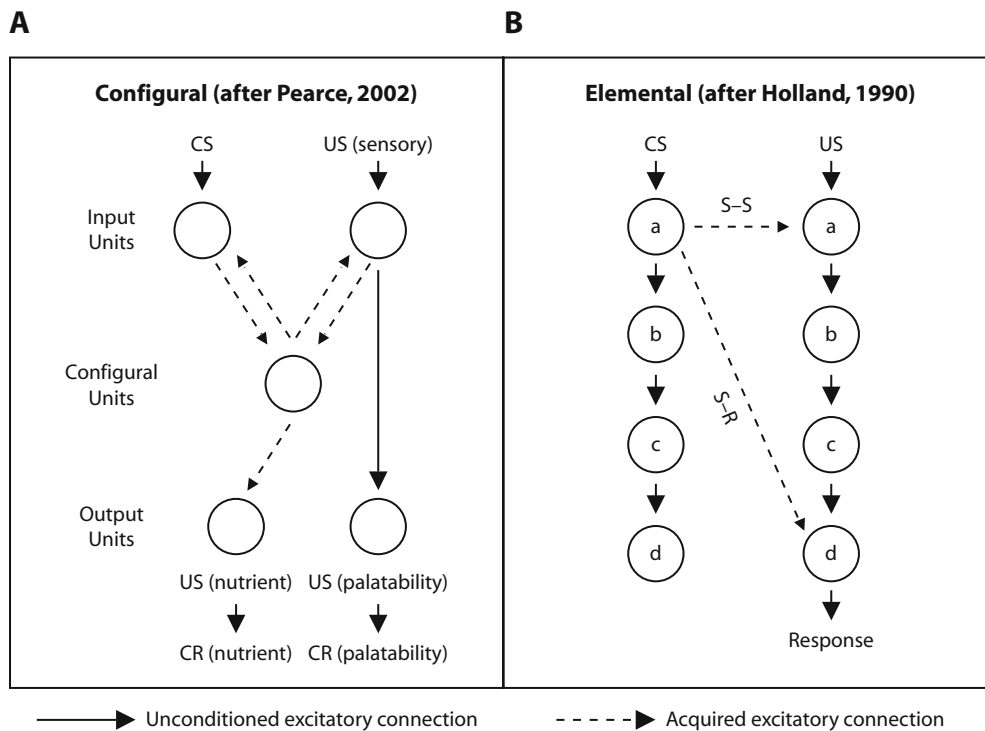 A
B
Configural (after Pearce, 2002)
Elemental (after Holland, 1990)
CS
US (sensory)
CS
US
Input
Units
a
S–S
a
b
b
Configural
Units
S–R
c
c
Output
Units
d
d
US (nutrient)
US (palatability)
CR (nutrient)
CR (palatability)
Response
Unconditioned excitatory connection
Acquired excitatory connection